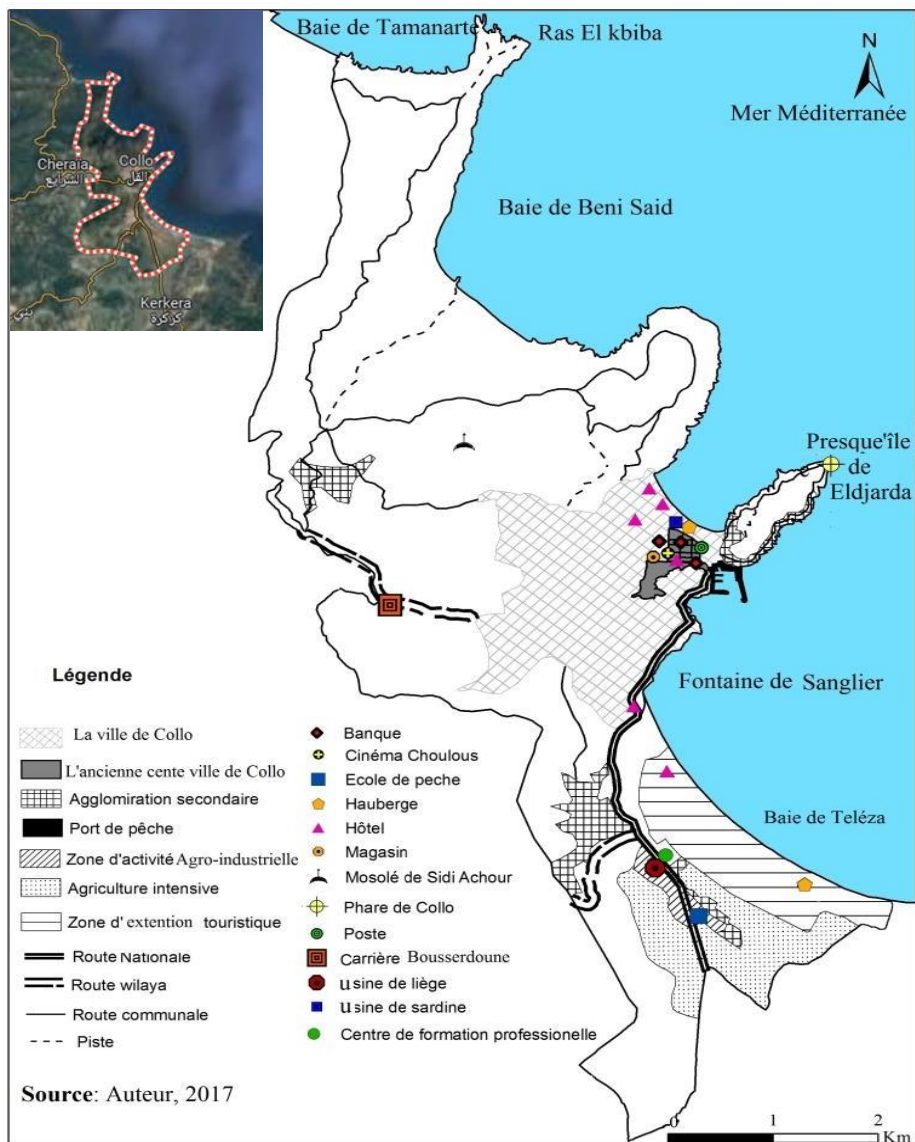 Baie de Tamanarte
Ras El kbiba
N
Mer Méditerranée
Cheraia
الشرايع
Collo
القل
Kerkera
كركرة
بني
Baie de Beni Said
Presque'île
de
Eldjarda
Fontaine de Sanglier
Baie de Teléza
Légende
La ville de Collo
L'ancienne cente ville de Collo
Agglomiration secondaire
Port de pêche
Zone d'activité Agro-industrielle
Agriculture intensive
Zone d' extention touristique
Route Nationale
Route wilaya
Route communale
Piste
Banque
Cinéma Choulous
Ecole de peche
Hauberge
Hôtel
Magasin
Mosolé de Sidi Achour
Phare de Collo
Poste
Carrière Bousserdoune
usine de liège
usine de sardine
Centre de formation professionelle
Source: Auteur, 2017
0 1 2
Km